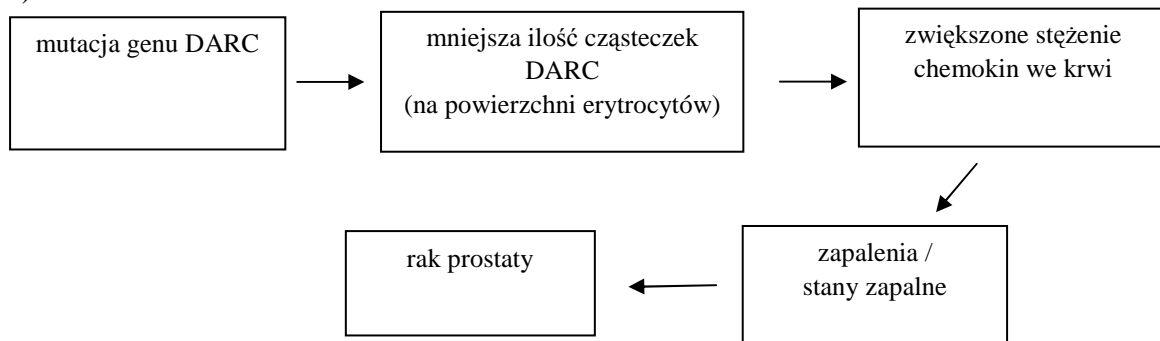 )
mutacja genu DARC
mniejsza ilość cząsteczek
DARC
(na powierzchni erytrocytów)
zwiększone stężenie
chemokin we krwi
rak prostaty
zapalenia /
stany zapalne